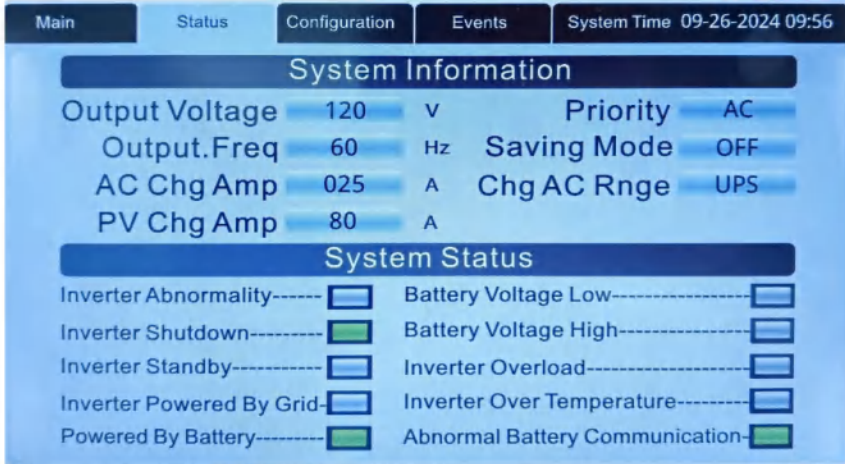 Main Status Configuration Events System Time 09-26-2024 09:56
System Information
Output Voltage 120 V Priority AC
Output.Freq 60 Hz Saving Mode OFF
AC Chg Amp 025 A Chg AC Rnge UPS
PV Chg Amp 80 A
System Status
Inverter Abnormality------ Battery Voltage Low----------------
Inverter Shutdown--------- Battery Voltage High---------------
Inverter Standby----------- Inverter Overload-------------------
Inverter Powered By Grid- Inverter Over Temperature---------
Powered By Battery--------- Abnormal Battery Communication-